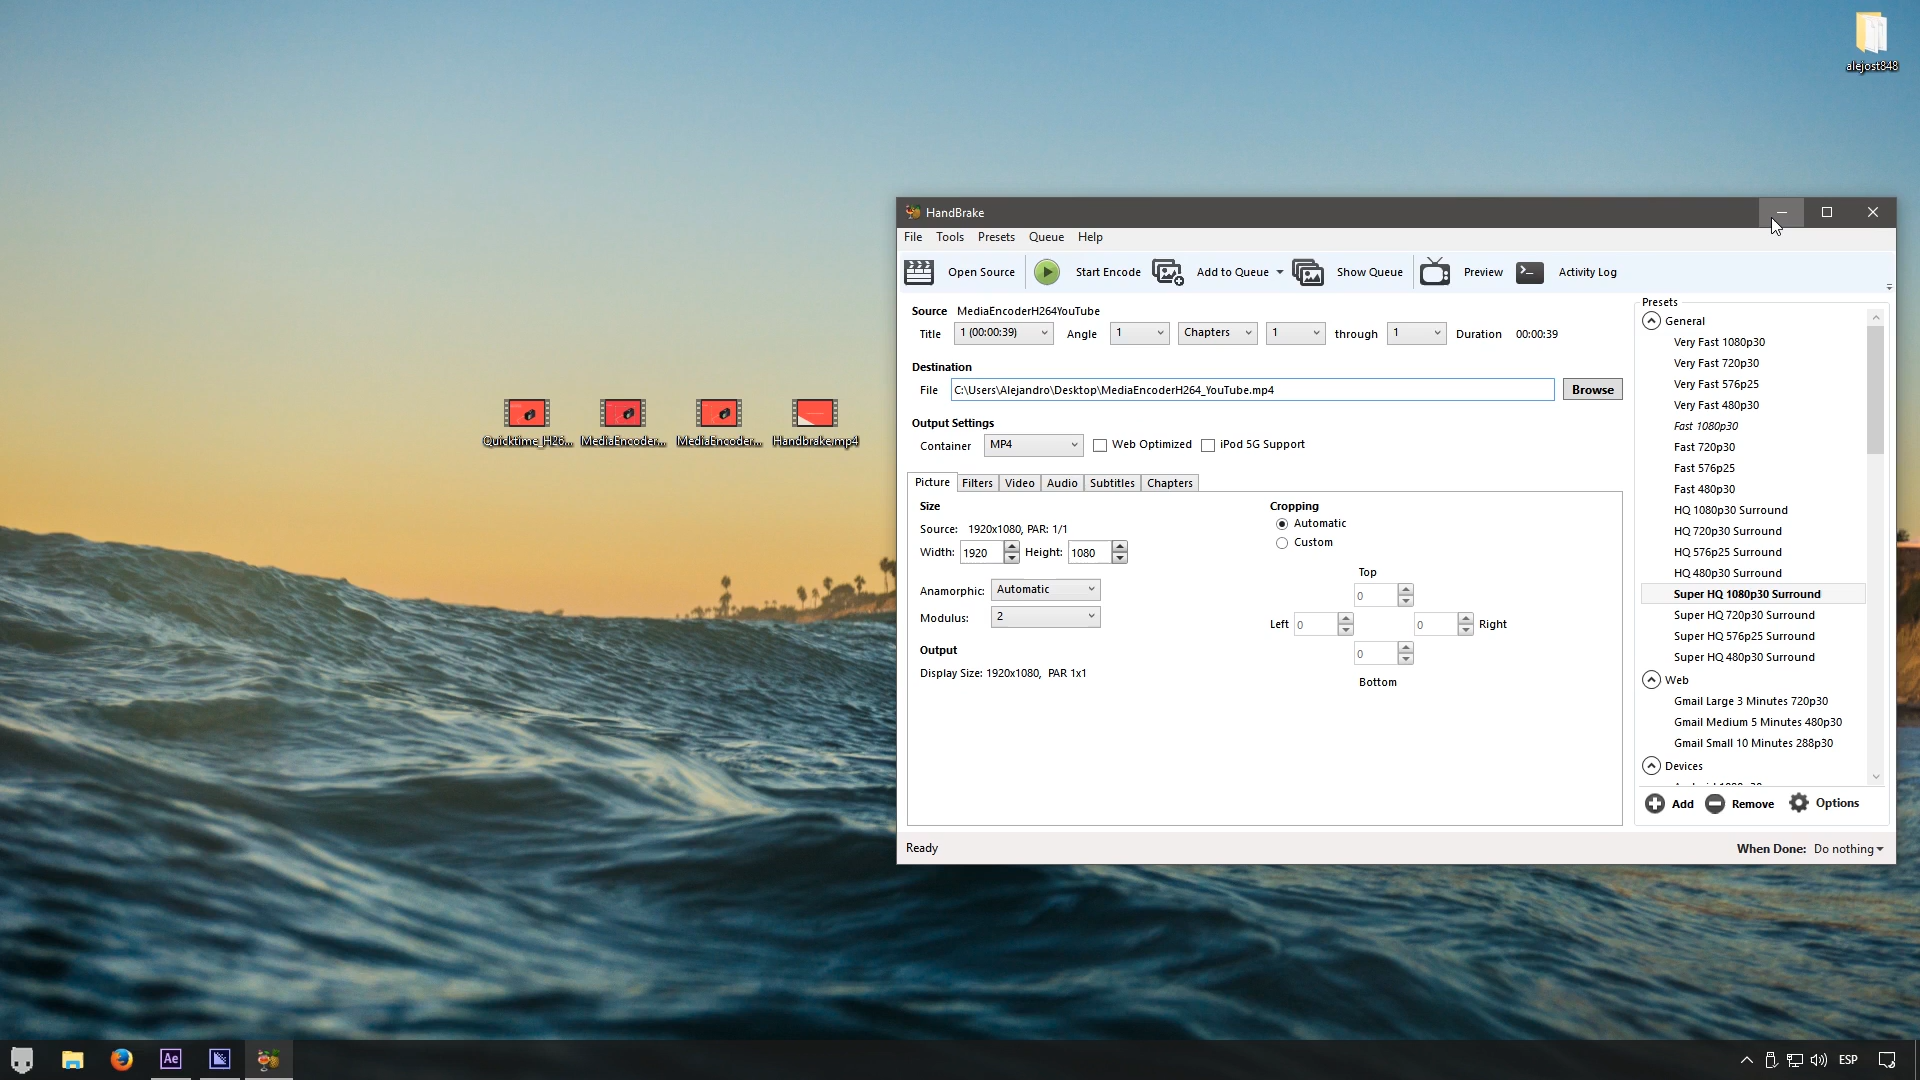 alejost848
Quicktime_H26...
MediaEncoder...
MediaEncoder...
Handbrake.mp4
HandBrake
File Tools Presets Queue Help
Open Source Start Encode Add to Queue Show Queue Preview Activity Log
Source MediaEncoderH264YouTube
Title 1 (00:00:39) Angle 1 Chapters 1 through 1 Duration 00:00:39
Destination
File C:\Users\Alejandro\Desktop\MediaEncoderH264_YouTube.mp4 Browse
Output Settings
Container MP4 Web Optimized iPod 5G Support
Picture Filters Video Audio Subtitles Chapters
Size
Source: 1920x1080, PAR: 1/1
Width: 1920 Height: 1080
Anamorphic: Automatic
Modulus: 2
Output
Display Size: 1920x1080, PAR 1x1
Cropping
Automatic
Custom
Top
0
Left 0 0 Right
0
Bottom
Presets
General
Very Fast 1080p30
Very Fast 720p30
Very Fast 576p25
Very Fast 480p30
Fast 1080p30
Fast 720p30
Fast 576p25
Fast 480p30
HQ 1080p30 Surround
HQ 720p30 Surround
HQ 576p25 Surround
HQ 480p30 Surround
Super HQ 1080p30 Surround
Super HQ 720p30 Surround
Super HQ 576p25 Surround
Super HQ 480p30 Surround
Web
Gmail Large 3 Minutes 720p30
Gmail Medium 5 Minutes 480p30
Gmail Small 10 Minutes 288p30
Devices
Add Remove Options
Ready
When Done: Do nothing
Ae
ESP